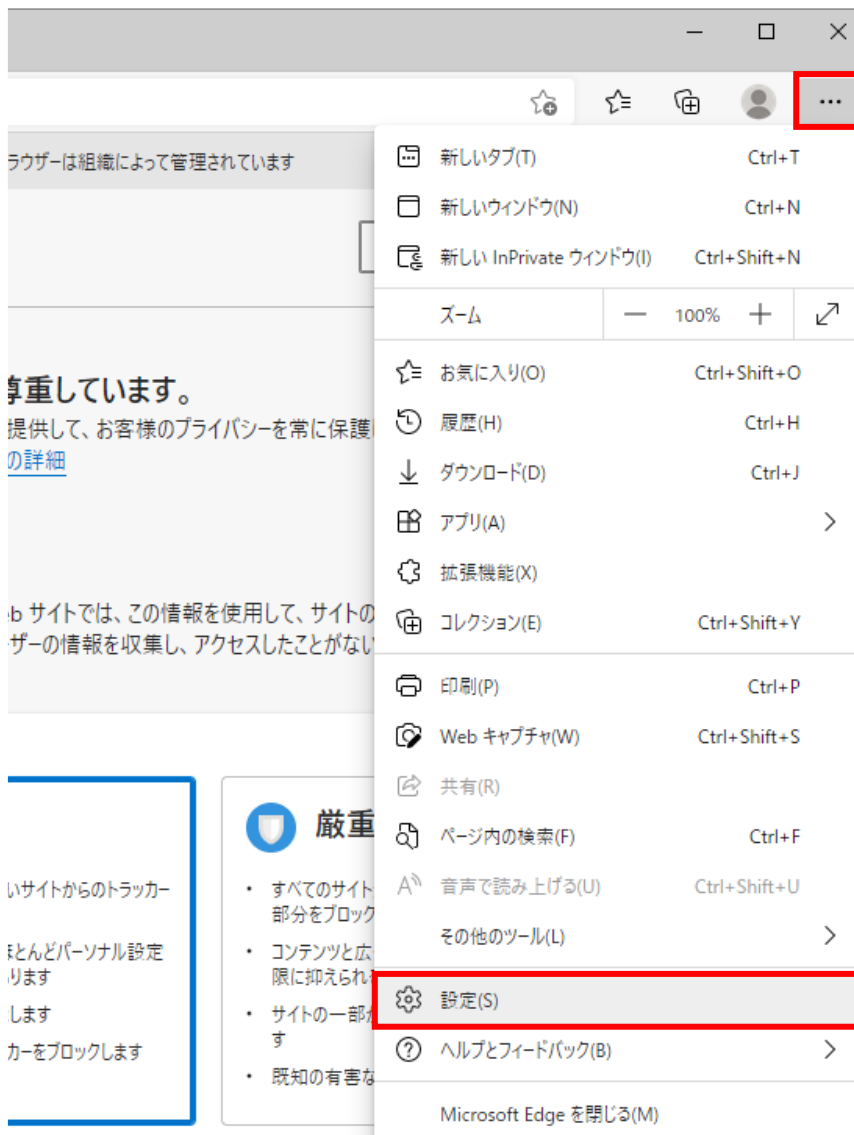 ラウザーは組織によって管理されています
新しいタブ(T) Ctrl+T
新しいウィンドウ(N) Ctrl+N
新しい InPrivate ウィンドウ(I) Ctrl+Shift+N
ズーム 100%
お気に入り(O) Ctrl+Shift+O
履歴(H) Ctrl+H
ダウンロード(D) Ctrl+J
アプリ(A)
拡張機能(X)
コレクション(E) Ctrl+Shift+Y
印刷(P) Ctrl+P
Web キャプチャ(W) Ctrl+Shift+S
共有(R)
ページ内の検索(F) Ctrl+F
音声で読み上げる(U) Ctrl+Shift+U
その他のツール(L)
設定(S)
ヘルプとフィードバック(B)
Microsoft Edge を閉じる(M)
尊重しています。
提供して、お客様のプライバシーを常に保護
の詳細
eb サイトでは、この情報を使用して、サイトの
ーザーの情報を収集し、アクセスしたことがない
いサイトからのトラッカー
ほとんどパーソナル設定
ります
します
カーをブロックします
厳重
・ すべてのサイト
部分をブロック
・ コンテンツと広
限に抑えられ
・ サイトの一部が
す
・ 既知の有害な